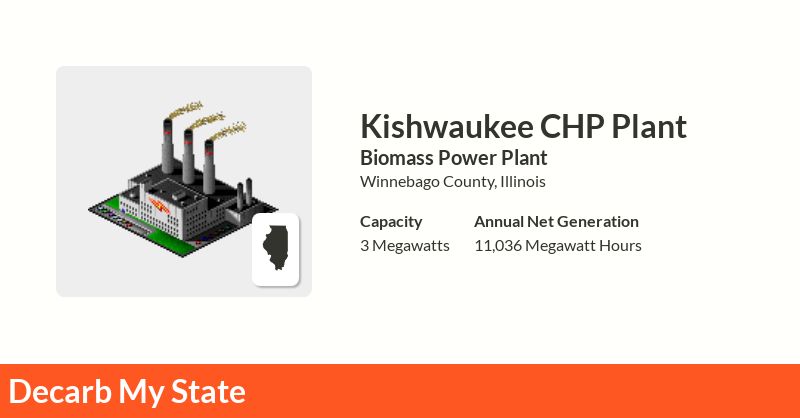 Kishwaukee CHP Plant
Biomass Power Plant
Winnebago County, Illinois
Capacity
3 Megawatts
Annual Net Generation
11,036 Megawatt Hours
Decarb My State